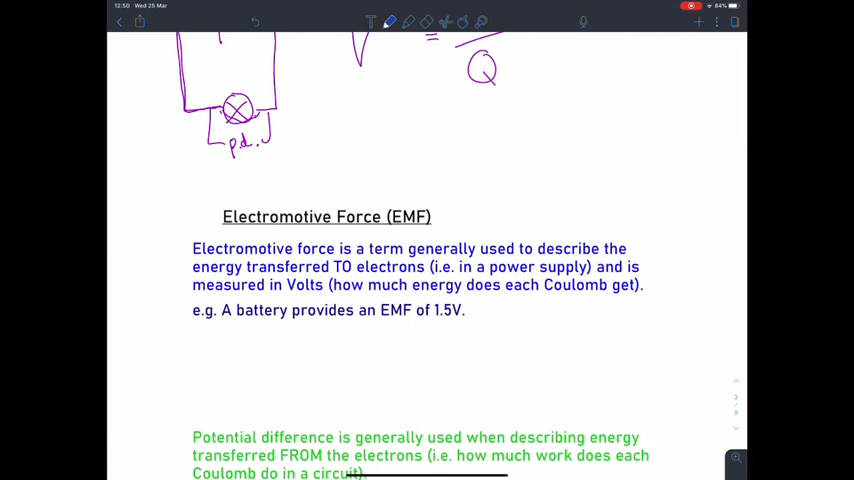 12:50 Wed 25 Mar
84%
V = Q
p.d.
Electromotive Force (EMF)
Electromotive force is a term generally used to describe the
energy transferred TO electrons (i.e. in a power supply) and is
measured in Volts (how much energy does each Coulomb get).
e.g. A battery provides an EMF of 1.5V.
3
9
Potential difference is generally used when describing energy
transferred FROM the electrons (i.e. how much work does each
Coulomb do in a circuit).